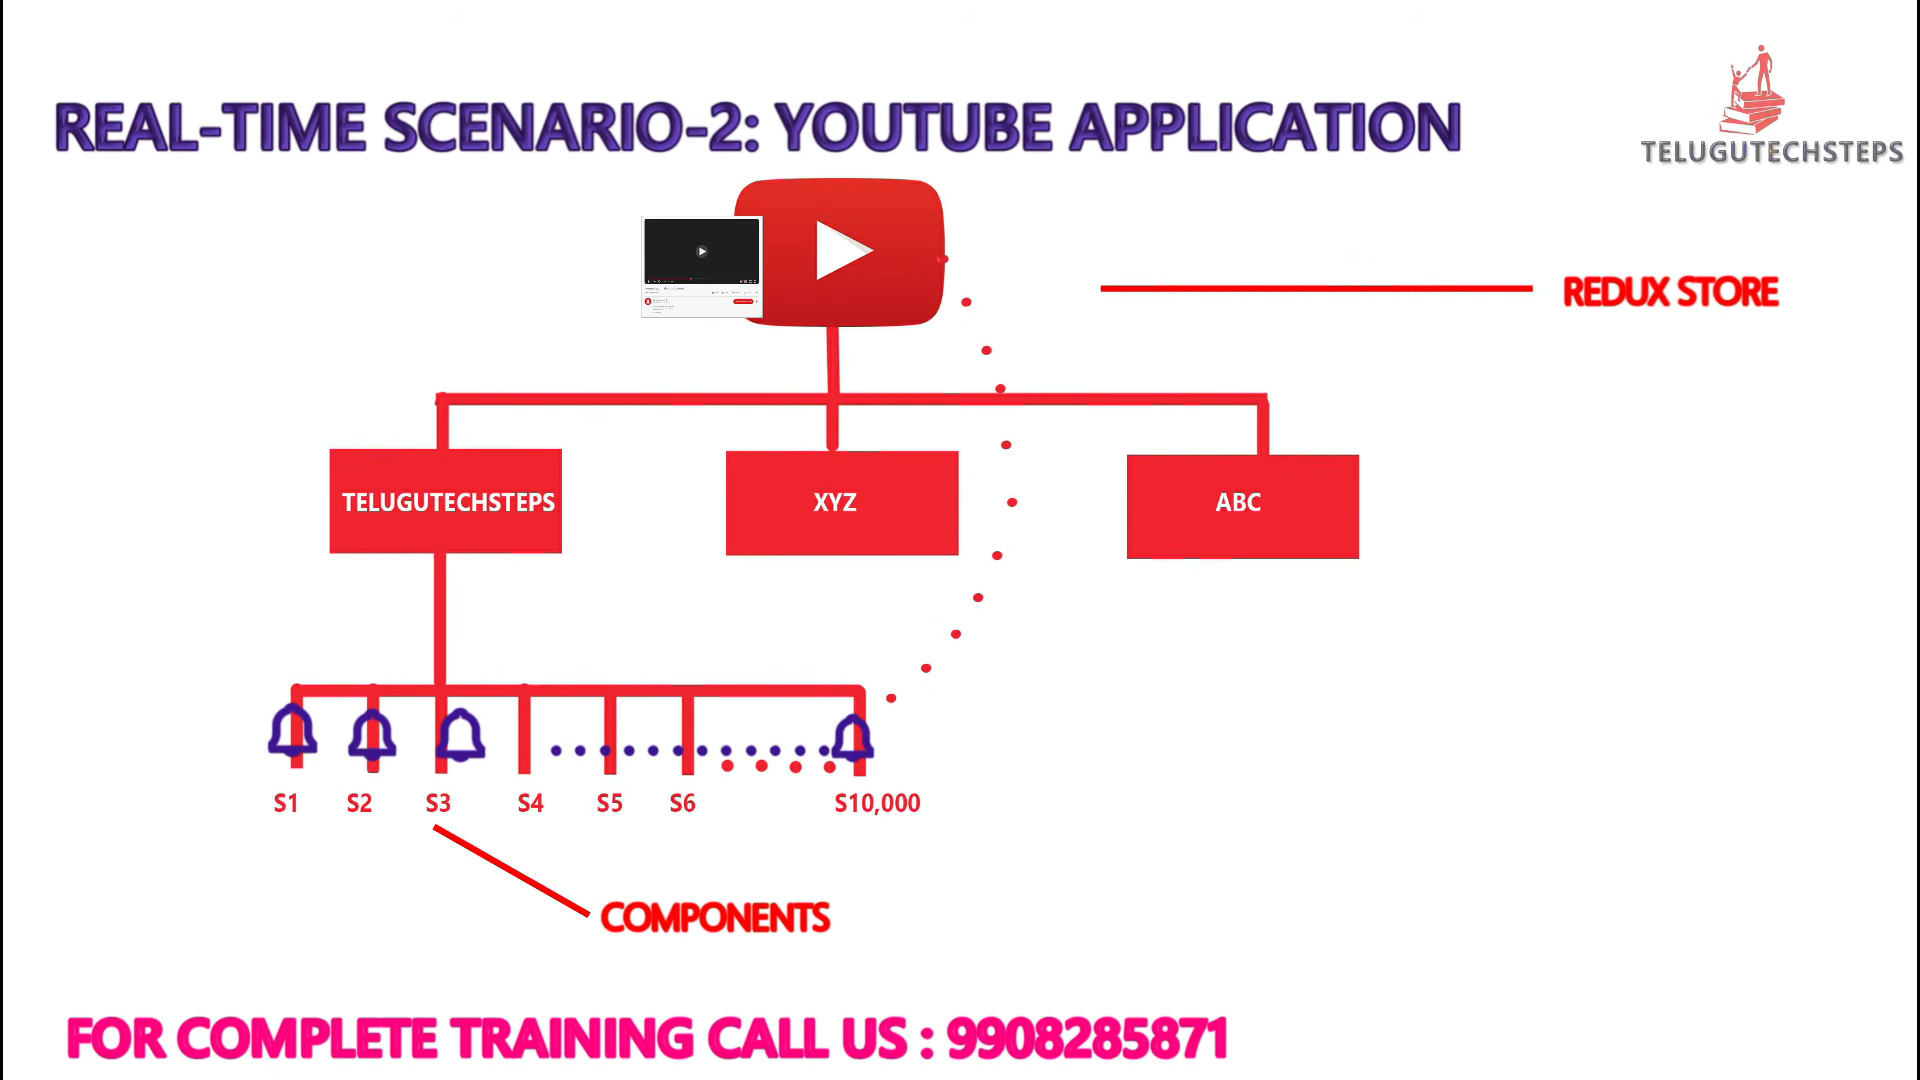 REAL-TIME SCENARIO-2: YOUTUBE APPLICATION
TELUGUTECHSTEPS
REDUX STORE
TELUGUTECHSTEPS XYZ ABC
S1 S2 S3 S4 S5 S6 S10,000
COMPONENTS
FOR COMPLETE TRAINING CALL US : 9908285871